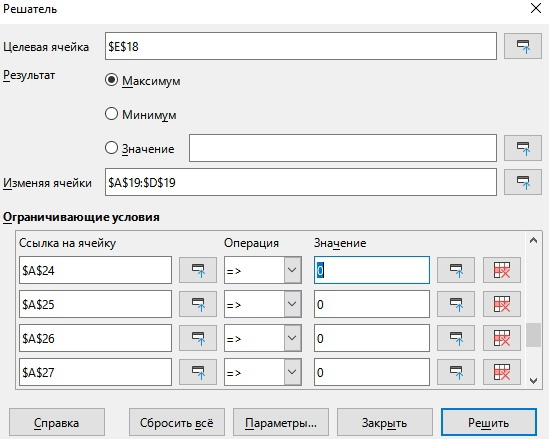 Решатель
Целевая ячейка $E$18
Результат Максимум
Минимум
Значение
Изменяя ячейки $A$19:$D$19
Ограничивающие условия
Ссылка на ячейку Операция Значение
$A$24 => 0
$A$25 => 0
$A$26 => 0
$A$27 => 0
Справка Сбросить всё Параметры... Закрыть Решить